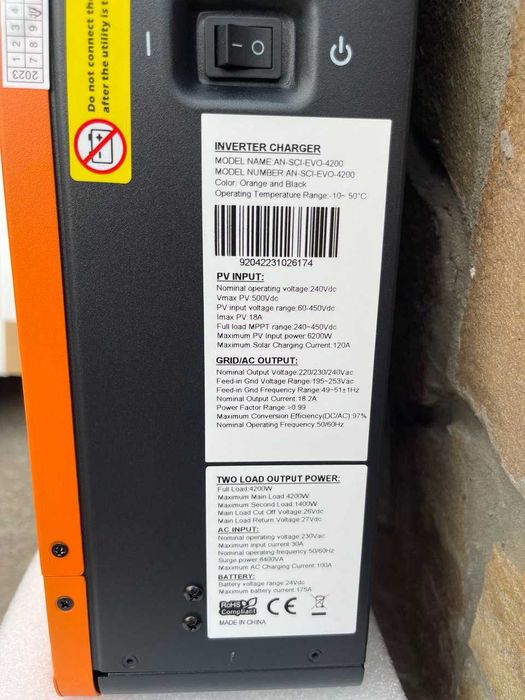 1 2 3 4
7 8 9
2023
Do not connect the
after the utility is t
INVERTER CHARGER
MODEL NAME:AN-SCI-EVO-4200
MODEL NUMBER:AN-SCI-EVO-4200
Color: Orange and Black
Operating Temperature Range:-10~ 50°C
92042231026174
PV INPUT:
Nominal operating voltage:240Vdc
Vmax PV:500Vdc
PV input voltage range:60-450Vdc
Imax PV:18A
Full load MPPT range:240~450Vdc
Maximum PV Input power:6200W
Maximum Solar Charging Current:120A
GRID/AC OUTPUT:
Nominal Output Voltage:220/230/240Vac
Feed-in Grid Voltage Range:195~253Vac
Feed-in Grid Frequency Range:49~51±1Hz
Nominal Output Current:18.2A
Power Factor Range:>0.99
Maximum Conversion Efficiency(DC/AC):97%
Nominal Operating Frequency:50/60Hz
TWO LOAD OUTPUT POWER:
Full Load:4200W
Maximum Main Load 4200W
Maximum Second Load:1400W
Main Load Cut Off Voltage:26Vdc
Main Load Return Voltage:27Vdc
AC INPUT:
Nominal operating voltage:230Vac
Maximum input current:30A
Nominal operating frequency 50/60Hz
Surge power:8400VA
Maximum AC Charging Current:100A
BATTERY:
Battery voltage range:24Vdc
Maximum battery current:175A
RoHS
Compliant
CE
MADE IN CHINA